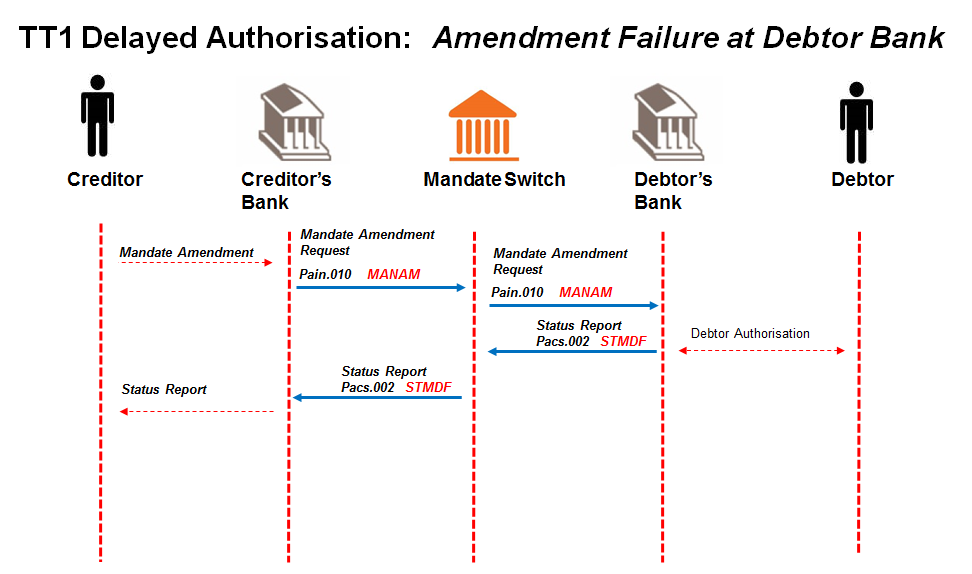 TT1 Delayed Authorisation: Amendment Failure at Debtor Bank
Creditor
Creditor's
Bank
Mandate Switch
Debtor's
Bank
Debtor
Mandate Amendment
Mandate Amendment
Request
Pain.010 MANAM
Mandate Amendment
Request
Pain.010 MANAM
Status Report
Pacs.002 STMDF
Debtor Authorisation
Status Report
Pacs.002 STMDF
Status Report